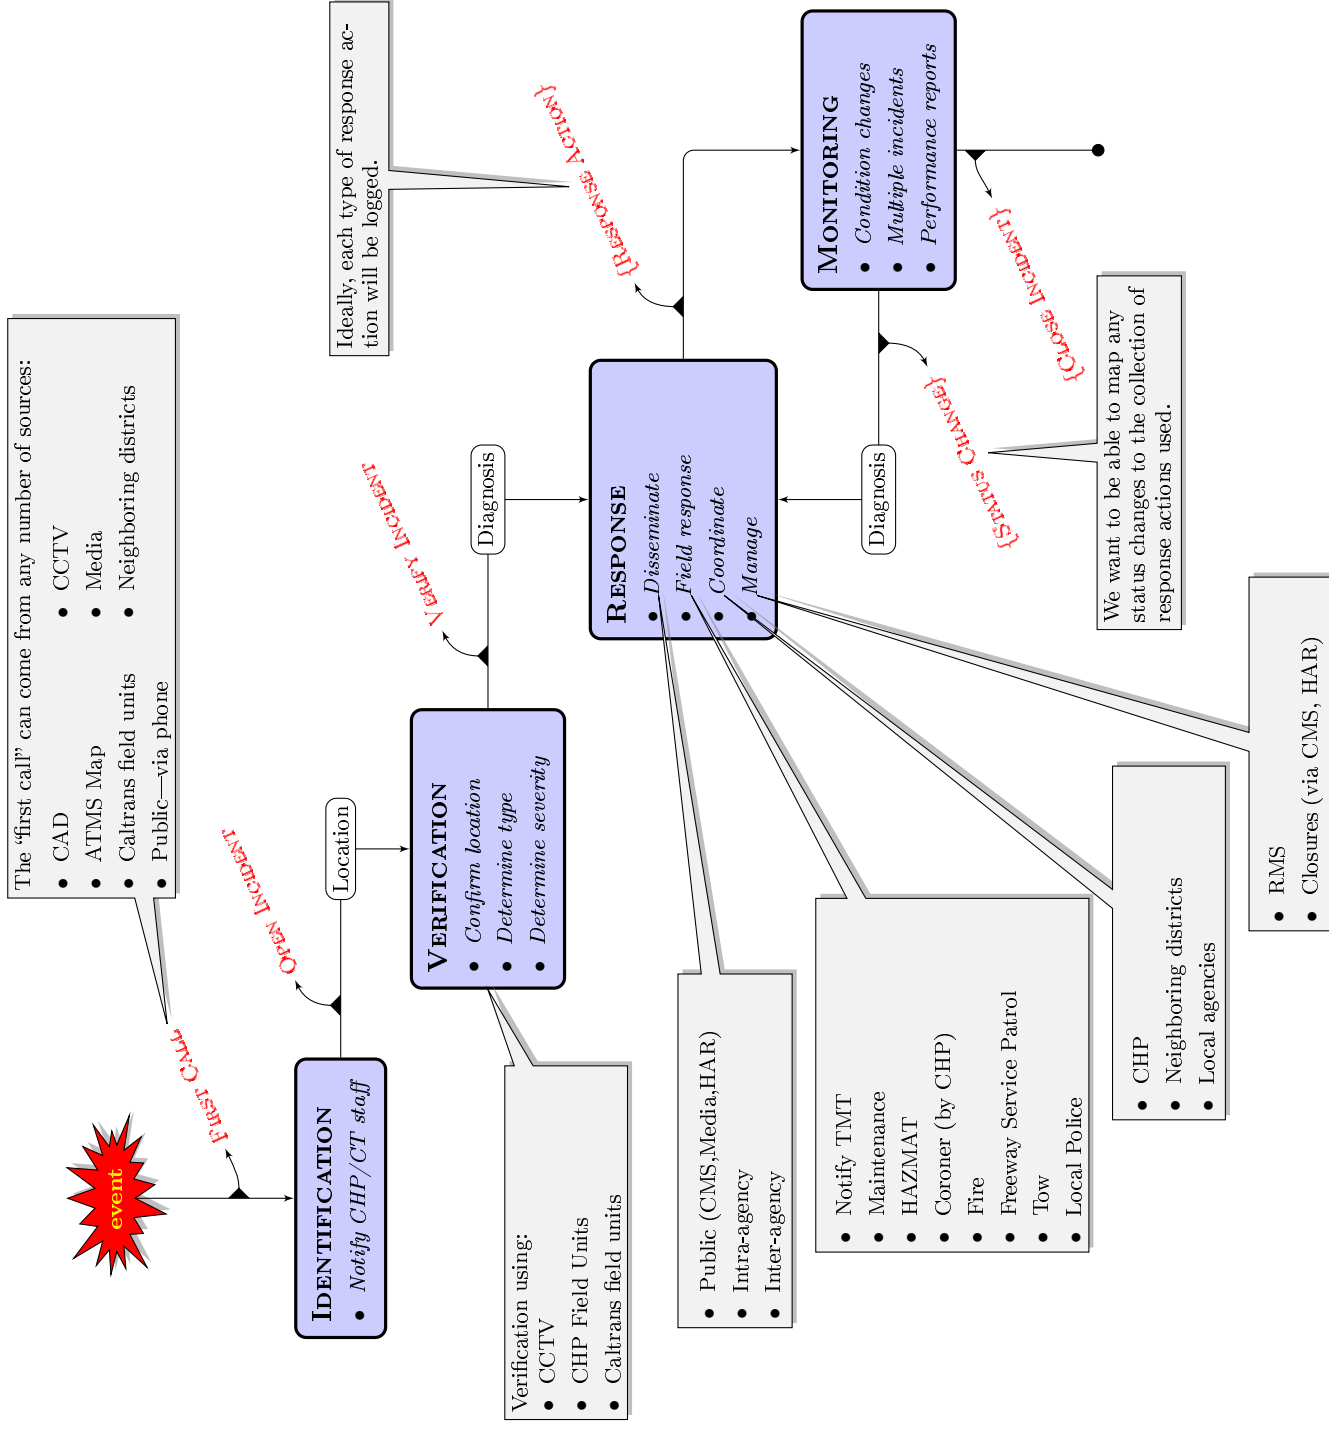 The “first call” can come from any number of sources:
• CAD
• ATMS Map
• Caltrans field units
• Public—via phone
• CCTV
• Media
• Neighboring districts
event
First Call
Identification
• Notify CHP/CT staff
Open Incident
Location
Verification
• Confirm location
• Determine type
• Determine severity
Verification using:
• CCTV
• CHP Field Units
• Caltrans field units
Verify Incident
Diagnosis
Response
• Disseminate
• Field response
• Coordinate
• Manage
• Public (CMS,Media,HAR)
• Intra-agency
• Inter-agency
• Notify TMT
• Maintenance
• HAZMAT
• Coroner (by CHP)
• Fire
• Freeway Service Patrol
• Tow
• Local Police
• CHP
• Neighboring districts
• Local agencies
• RMS
• Closures (via CMS, HAR)
{Response Action}
Ideally, each type of response ac-
tion will be logged.
Monitoring
• Condition changes
• Multiple incidents
• Performance reports
Diagnosis
{Status Change}
We want to be able to map any
status changes to the collection of
response actions used.
{Close Incident}